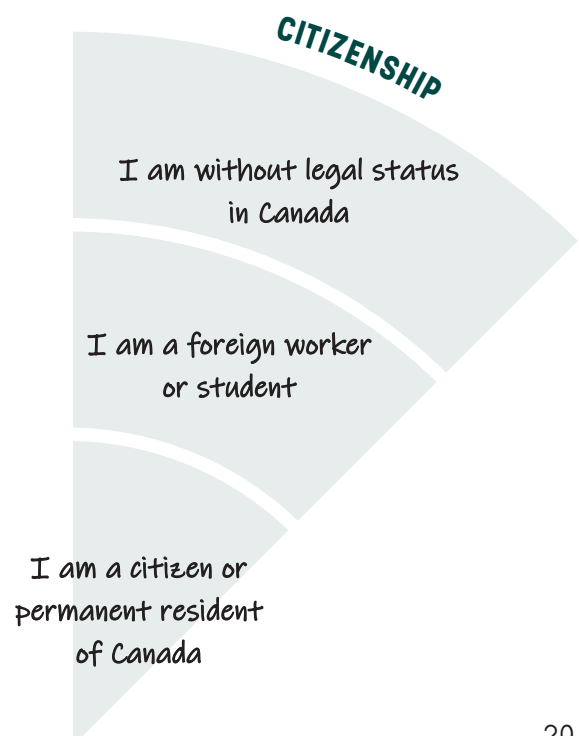 CITIZENSHIP
I am without legal status
in Canada
I am a foreign worker
or student
I am a citizen or
permanent resident
of Canada
20